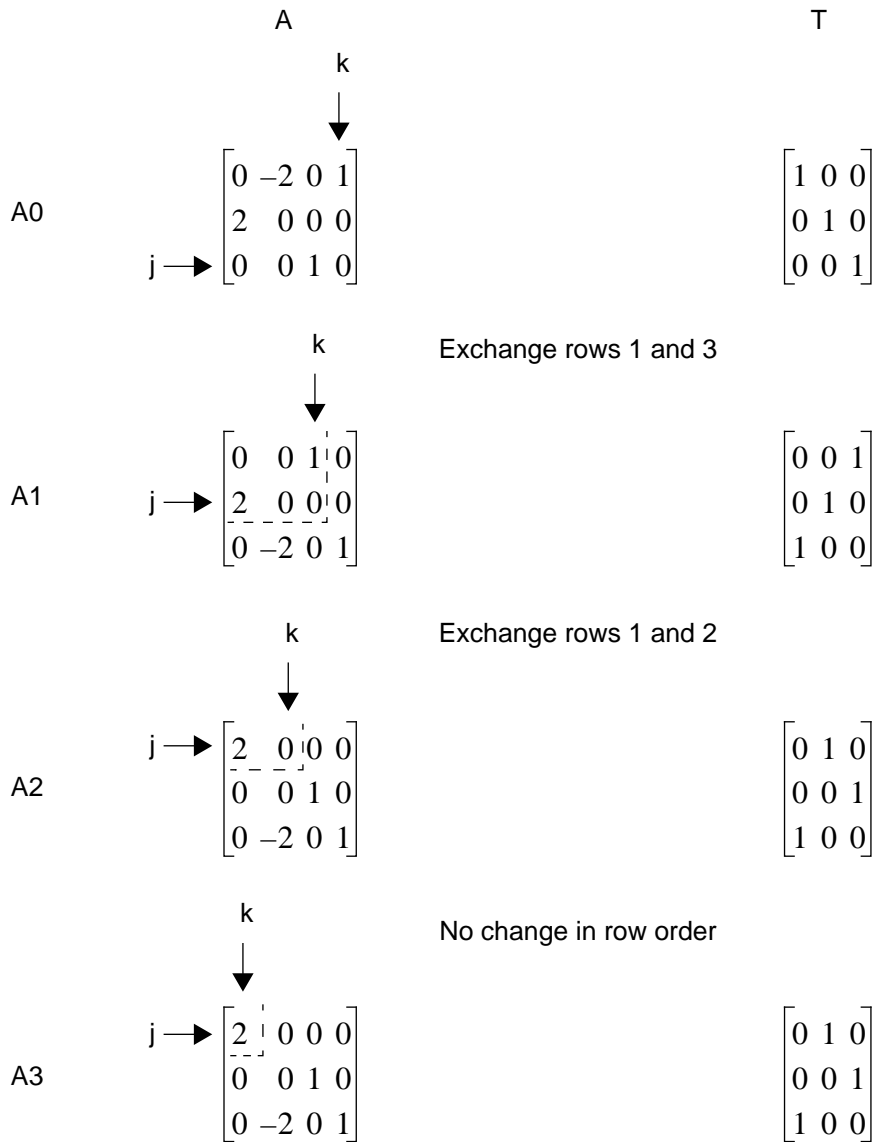 A T
k
0 –2 0 1 1 0 0
A0 2 0 0 0 0 1 0
j 0 0 1 0 0 0 1
k Exchange rows 1 and 3
0 0 1 0 0 0 1
A1 j 2 0 0 0 0 1 0
0 –2 0 1 1 0 0
k Exchange rows 1 and 2
j 2 0 0 0 0 1 0
A2 0 0 1 0 0 0 1
0 –2 0 1 1 0 0
k No change in row order
j 2 0 0 0 0 1 0
A3 0 0 1 0 0 0 1
0 –2 0 1 1 0 0